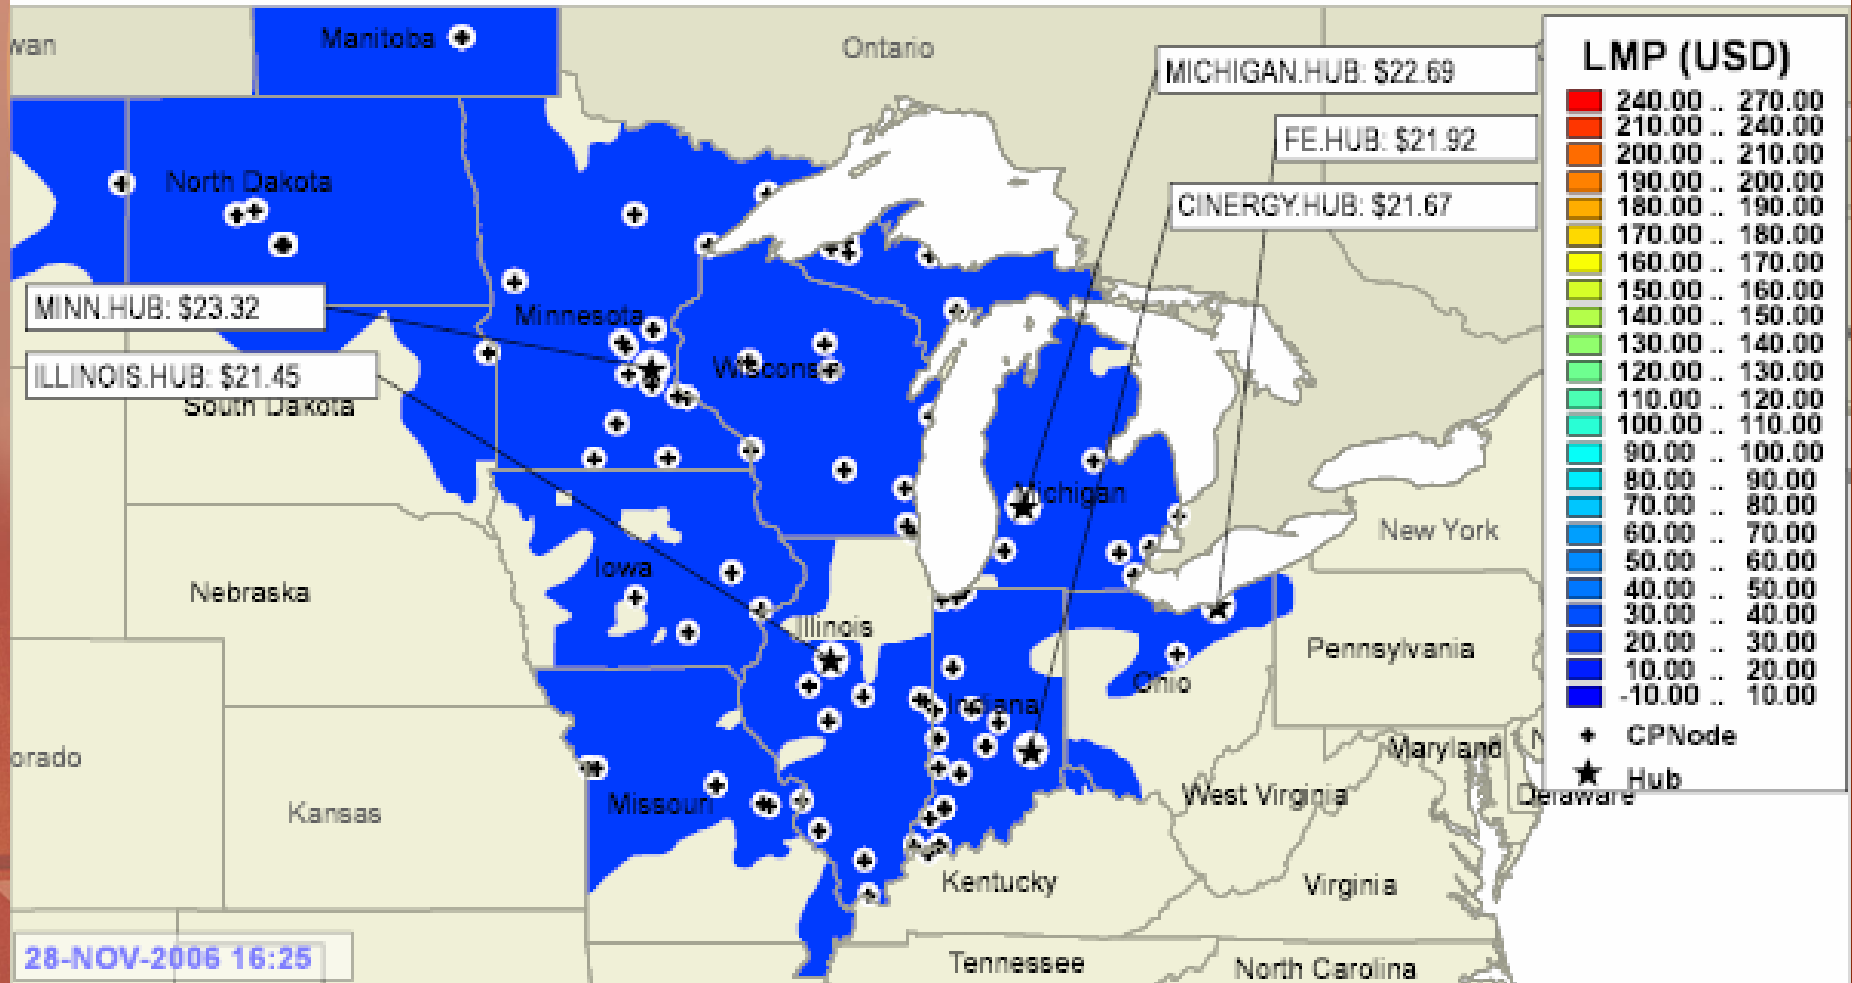 wan
Manitoba
Ontario
MICHIGAN.HUB: $22.69
FE.HUB: $21.92
CINERGY.HUB: $21.67
North Dakota
MINN.HUB: $23.32
Minnesota
ILLINOIS.HUB: $21.45
Wiscons
South Dakota
Michigan
New York
Nebraska
Iowa
Illinois
Pennsylvania
Ohio
Indiana
orado
Maryland
N
Kansas
Missouri
West Virginia
Delaware
Kentucky
Virginia
Tennessee
North Carolina
28-NOV-2006 16:25
LMP (USD)
240.00 .. 270.00
210.00 .. 240.00
200.00 .. 210.00
190.00 .. 200.00
180.00 .. 190.00
170.00 .. 180.00
160.00 .. 170.00
150.00 .. 160.00
140.00 .. 150.00
130.00 .. 140.00
120.00 .. 130.00
110.00 .. 120.00
100.00 .. 110.00
90.00 .. 100.00
80.00 .. 90.00
70.00 .. 80.00
60.00 .. 70.00
50.00 .. 60.00
40.00 .. 50.00
30.00 .. 40.00
20.00 .. 30.00
10.00 .. 20.00
-10.00 .. 10.00
CPNode
Hub